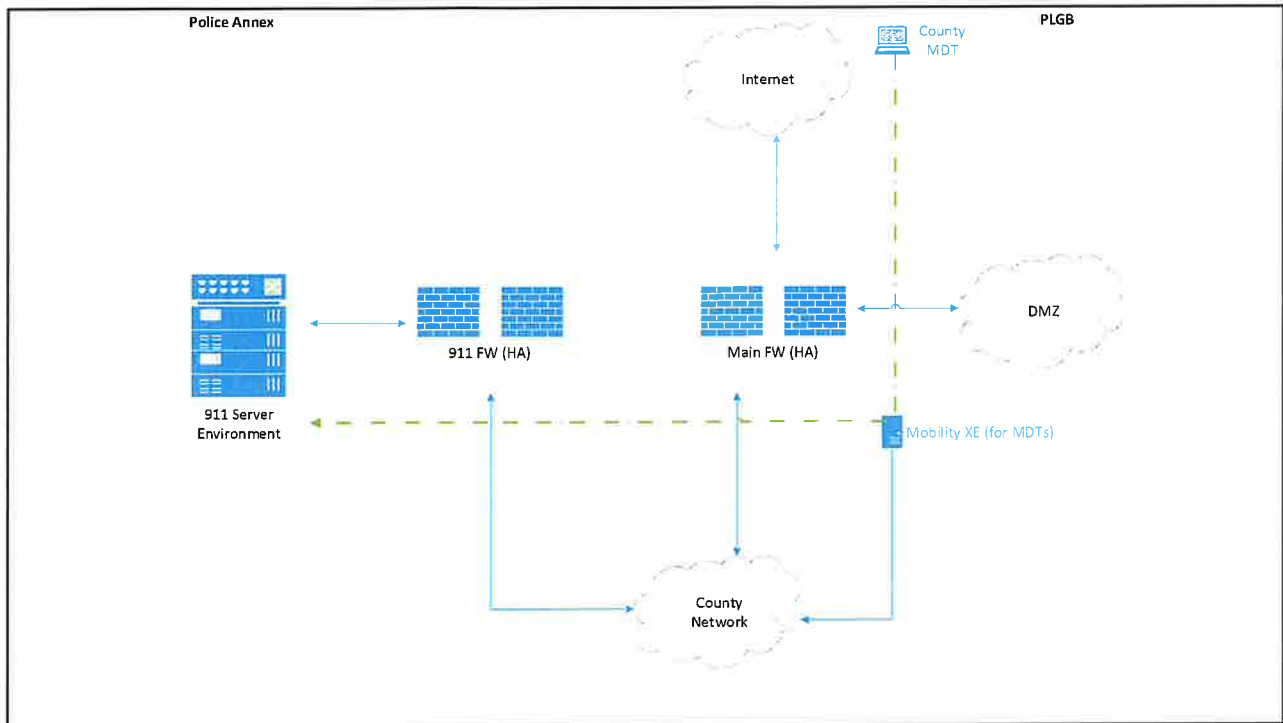 Police Annex
PLGB
County
MDT
Internet
DMZ
911 FW (HA)
Main FW (HA)
911 Server
Environment
Mobility XE (for MDTs)
County
Network